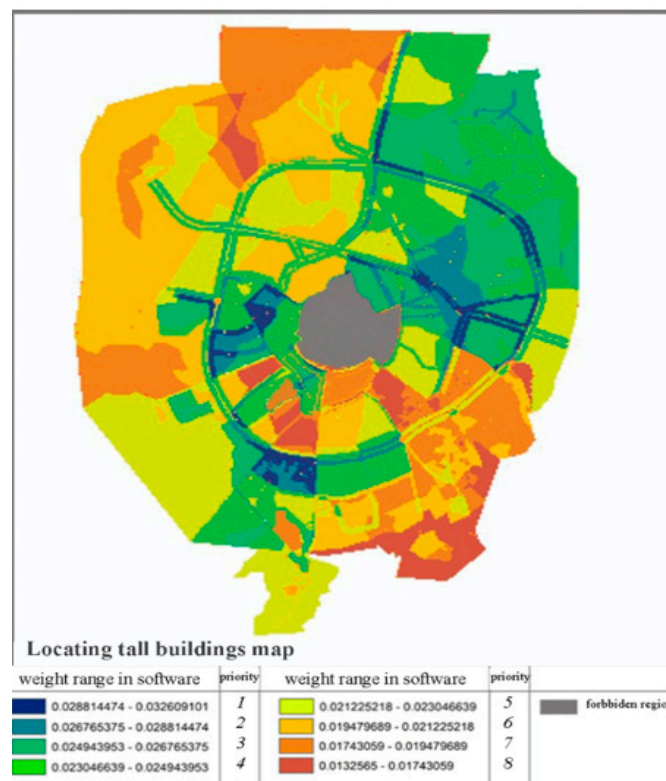 Locating tall buildings map
weight range in software priority weight range in software priority
0.028814474 - 0.032609101 1 0.021225218 - 0.023046639 5 forbbiden region
0.026765375 - 0.028814474 2 0.019479689 - 0.021225218 6
0.024943953 - 0.026765375 3 0.01743059 - 0.019479689 7
0.023046639 - 0.024943953 4 0.0132565 - 0.01743059 8